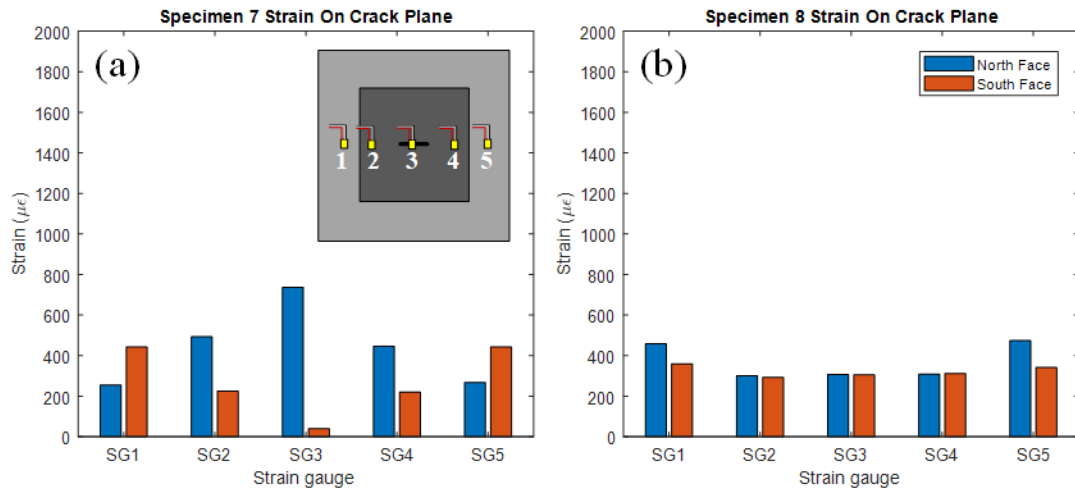 Specimen 7 Strain On Crack Plane
(a)
1 2 3 4 5
2000
1800
1600
1400
1200
1000
800
600
400
200
0
Strain (με)
SG1 SG2 SG3 SG4 SG5
Strain gauge
Specimen 8 Strain On Crack Plane
(b)
North Face
South Face
2000
1800
1600
1400
1200
1000
800
600
400
200
0
Strain (με)
SG1 SG2 SG3 SG4 SG5
Strain gauge